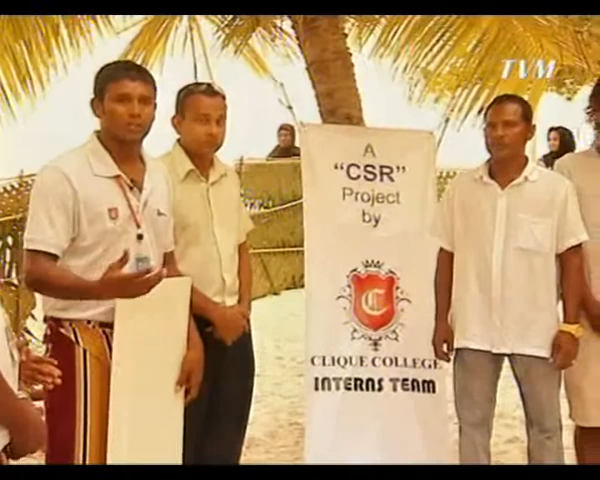 TVM
A
"CSR"
Project
by
C
CLIQUE COLLEGE
INTERNS TEAM